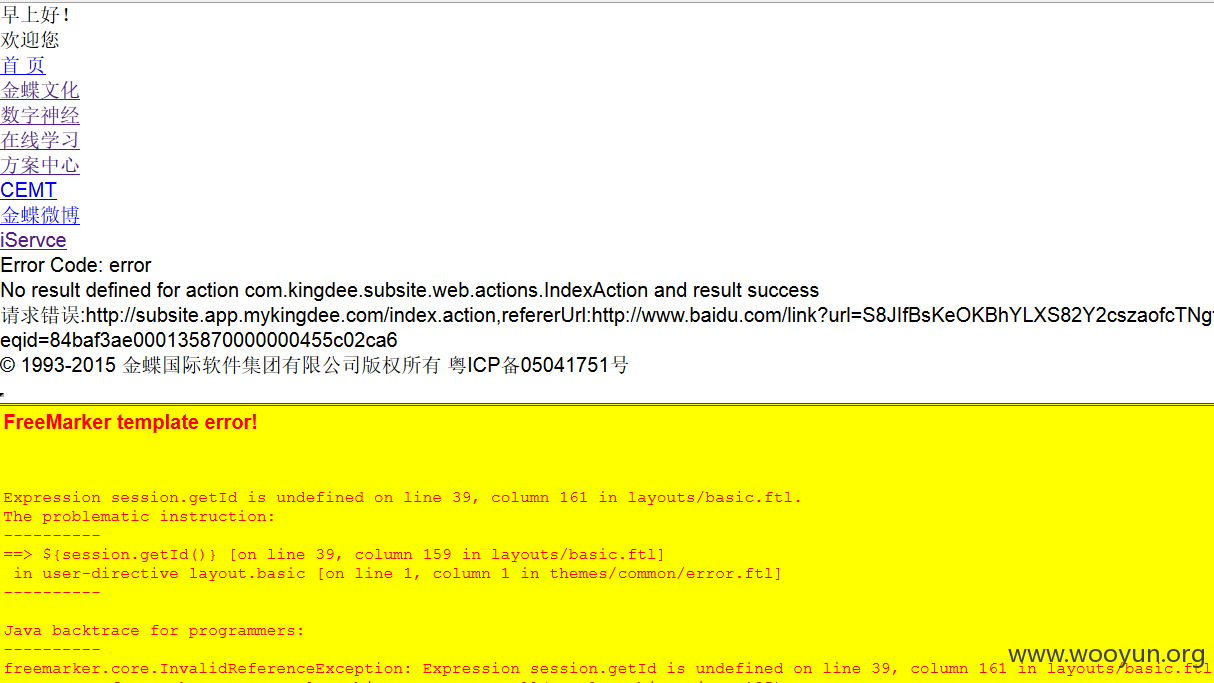 早上好！
欢迎您
首 页
金蝶文化
数字神经
在线学习
方案中心
CEMT
金蝶微博
iServce
Error Code: error
No result defined for action com.kingdee.subsite.web.actions.IndexAction and result success
请求错误:http://subsite.app.mykingdee.com/index.action,refererUrl:http://www.baidu.com/link?url=S8JIfBsKeOKBhYLXS82Y2cszaofcTNg
eqid=84baf3ae000135870000000455c02ca6
© 1993-2015 金蝶国际软件集团有限公司版权所有 粤ICP备05041751号
FreeMarker template error!
Expression session.getId is undefined on line 39, column 161 in layouts/basic.ftl.
The problematic instruction:
----------
==> ${session.getId()} [on line 39, column 159 in layouts/basic.ftl]
in user-directive layout.basic [on line 1, column 1 in themes/common/error.ftl]
----------
Java backtrace for programmers:
----------
freemarker.core.InvalidReferenceException: Expression session.getId is undefined on line 39, column 161 in layouts/basic.ftl
www.wooyun.org